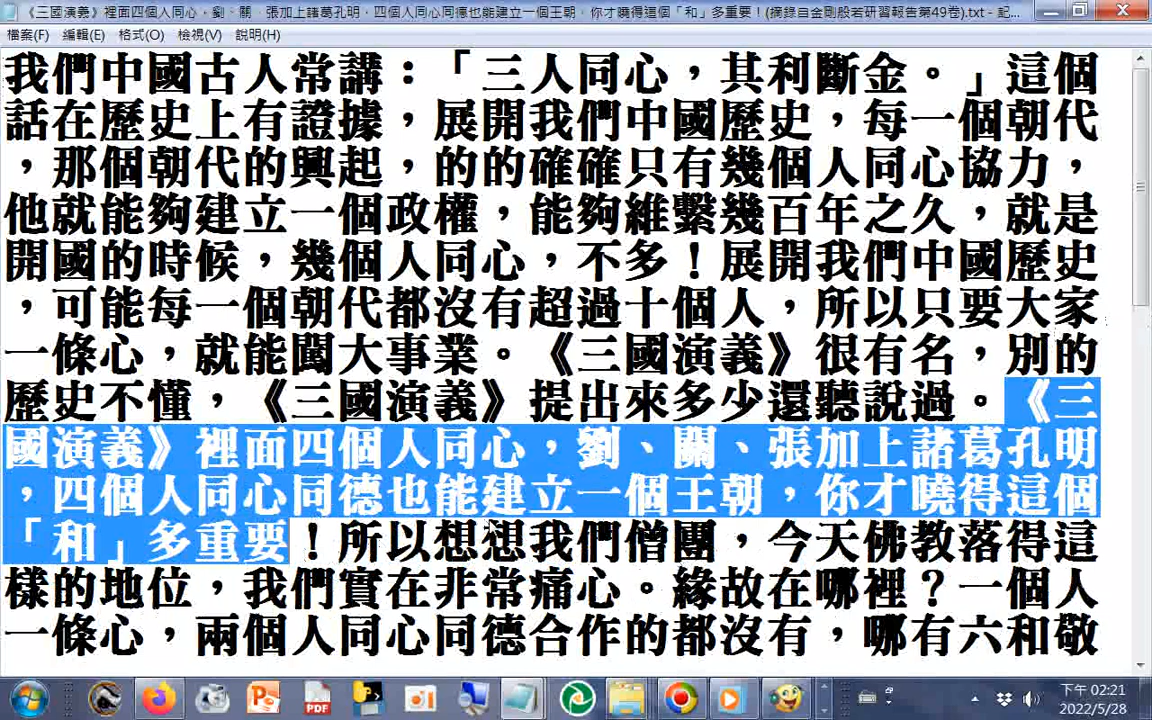 《三國演義》裡面四個人同心，劉、關、張加上諸葛孔明，四個人同心同德也能建立一個王朝，你才曉得這個「和」多重要！(摘錄自金剛般若研習報告第49卷).txt - 記...
檔案(F) 編輯(E) 格式(O) 檢視(V) 說明(H)
我們中國古人常講：「三人同心，其利斷金。」這個
話在歷史上有證據，展開我們中國歷史，每一個朝代
，那個朝代的興起，的的確確只有幾個人同心協力，
他就能夠建立一個政權，能夠維繫幾百年之久，就是
開國的時候，幾個人同心，不多！展開我們中國歷史
，可能每一個朝代都沒有超過十個人，所以只要大家
一條心，就能闖大事業。《三國演義》很有名，別的
歷史不懂，《三國演義》提出來多少還聽說過。《三
國演義》裡面四個人同心，劉、關、張加上諸葛孔明
，四個人同心同德也能建立一個王朝，你才曉得這個
「和」多重要！所以想想我們僧團，今天佛教落得這
樣的地位，我們實在非常痛心。緣故在哪裡？一個人
一條心，兩個人同心同德合作的都沒有，哪有六和敬
下午 02:21
2022/5/28